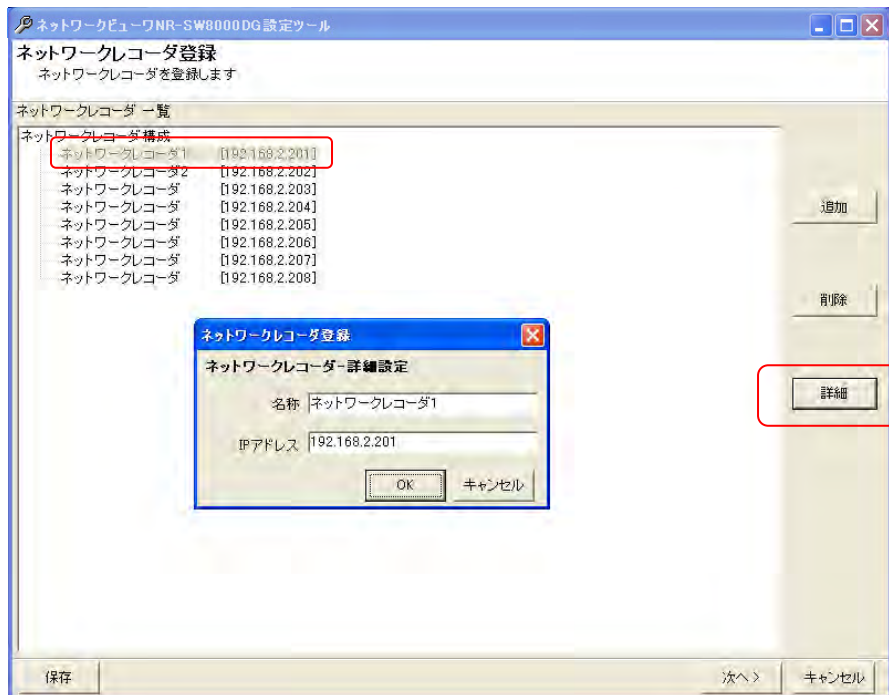 ネットワークビューワNR-SW8000DG設定ツール
ネットワークレコーダ登録
ネットワークレコーダを登録します
ネットワークレコーダ 一覧
ネットワークレコーダ構成
ネットワークレコーダ1 [192.168.2.201]
ネットワークレコーダ2 [192.168.2.202]
ネットワークレコーダ [192.168.2.203]
ネットワークレコーダ [192.168.2.204]
ネットワークレコーダ [192.168.2.205]
ネットワークレコーダ [192.168.2.206]
ネットワークレコーダ [192.168.2.207]
ネットワークレコーダ [192.168.2.208]
追加
削除
詳細
ネットワークレコーダ登録
ネットワークレコーダ-詳細設定
名称 ネットワークレコーダ1
IPアドレス 192.168.2.201
OK キャンセル
保存 次へ> キャンセル